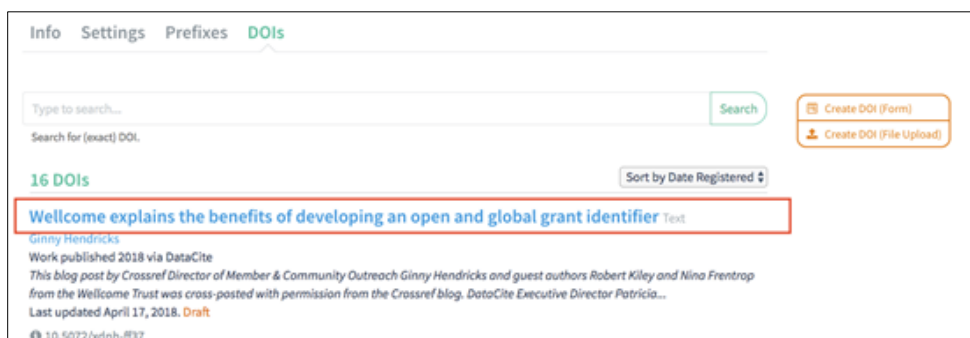 Info Settings Prefixes DOIs
Type to search...
Search
Search for (exact) DOI.
Create DOI (Form)
Create DOI (File Upload)
16 DOIs
Sort by Date Registered
Wellcome explains the benefits of developing an open and global grant identifier Text
Ginny Hendricks
Work published 2018 via DataCite
This blog post by Crossref Director of Member & Community Outreach Ginny Hendricks and guest authors Robert Kiley and Nina Frentrop
from the Wellcome Trust was cross-posted with permission from the Crossref blog. DataCite Executive Director Patricia...
Last updated April 17, 2018. Draft